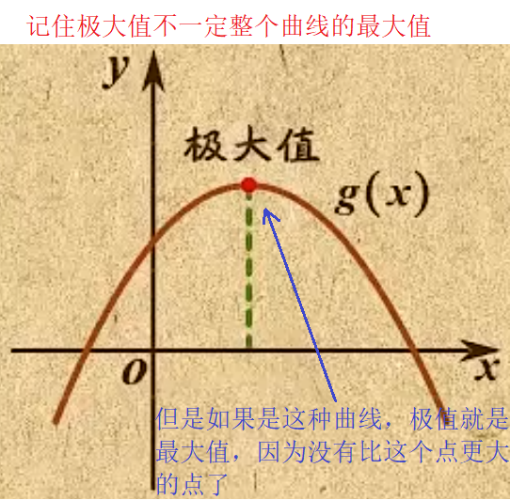 记住极大值不一定整个曲线的最大值
y
极大值
g(x)
o
x
但是如果是这种曲线，极值就是
最大值，因为没有比这个点更大
的点了